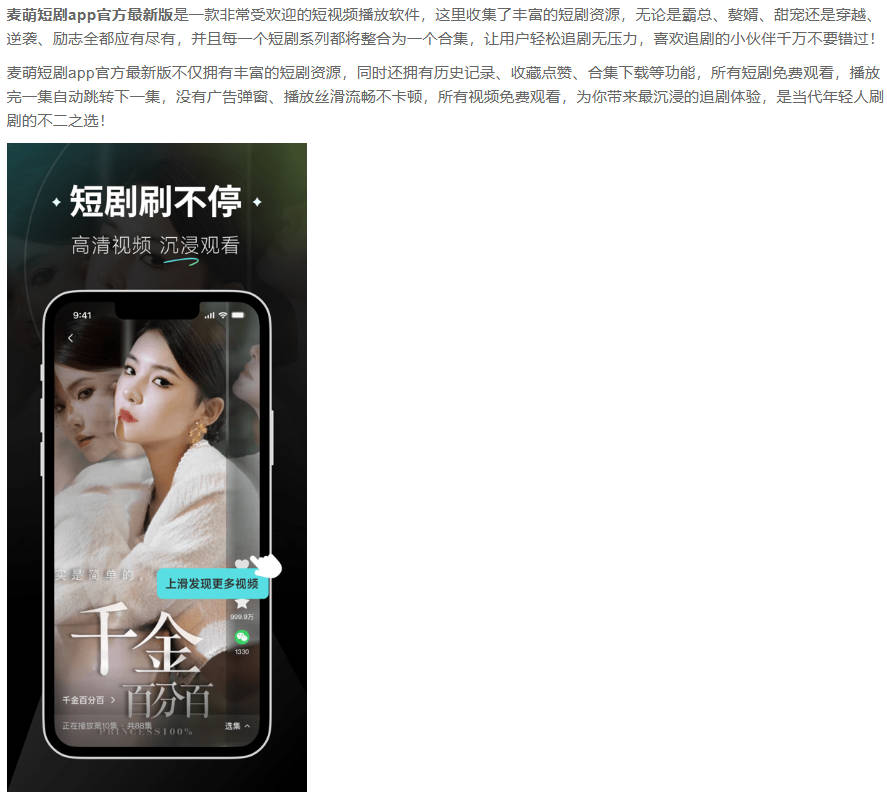 麦萌短剧app官方最新版是一款非常受欢迎的短视频播放软件，这里收集了丰富的短剧资源，无论是霸总、赘婿、甜宠还是穿越、
逆袭、励志全都应有尽有，并且每一个短剧系列都将整合为一个合集，让用户轻松追剧无压力，喜欢追剧的小伙伴千万不要错过！
麦萌短剧app官方最新版不仅拥有丰富的短剧资源，同时还拥有历史记录、收藏点赞、合集下载等功能，所有短剧免费观看，播放
完一集自动跳转下一集，没有广告弹窗、播放丝滑流畅不卡顿，所有视频免费观看，为你带来最沉浸的追剧体验，是当代年轻人刷
剧的不二之选！
短剧刷不停
高清视频 沉浸观看
9:41
实是简单的，
上滑发现更多视频
999.9万
千金
1330
百分百
千金百分百
正在播放第10集·共88集
选集
PRINCESS100%